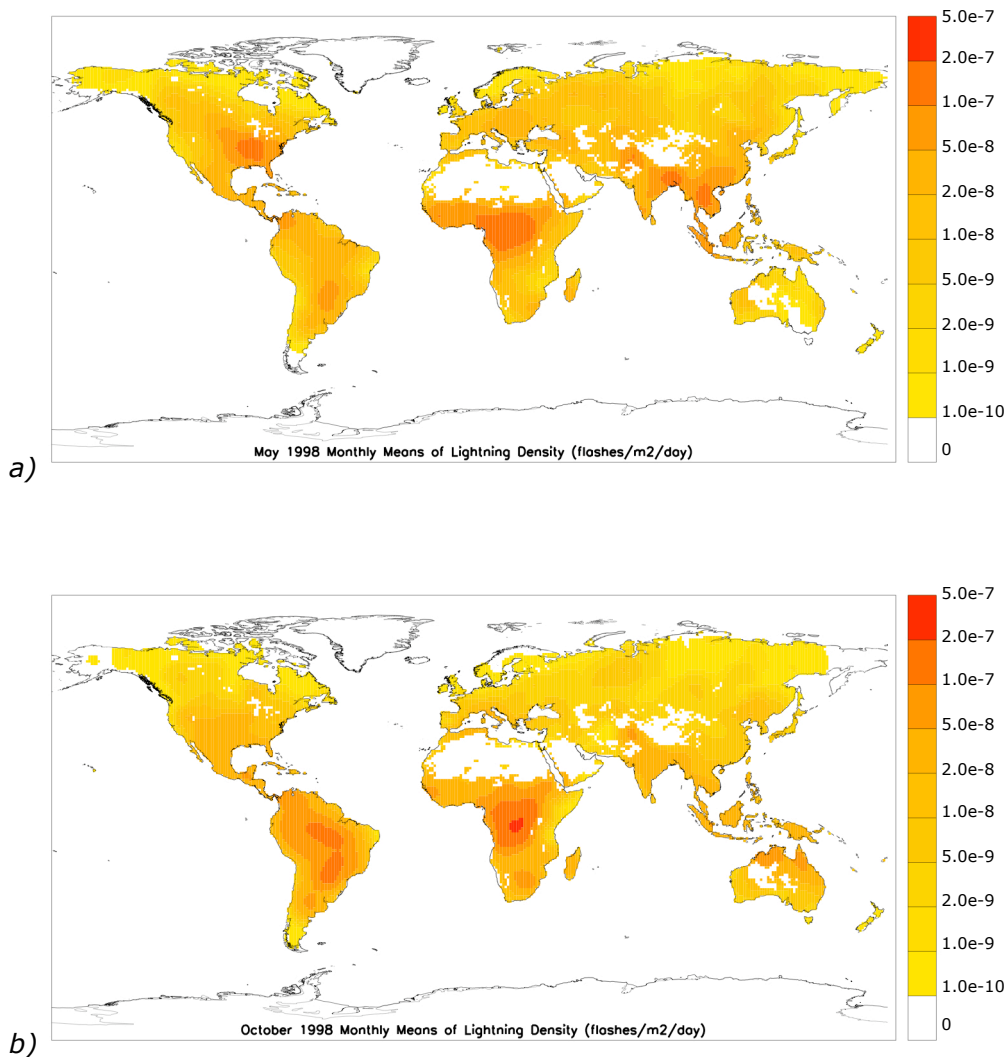 5.0e-7
2.0e-7
1.0e-7
5.0e-8
2.0e-8
1.0e-8
5.0e-9
2.0e-9
1.0e-9
1.0e-10
0
May 1998 Monthly Means of Lightning Density (flashes/m2/day)
a)
5.0e-7
2.0e-7
1.0e-7
5.0e-8
2.0e-8
1.0e-8
5.0e-9
2.0e-9
1.0e-9
1.0e-10
0
October 1998 Monthly Means of Lightning Density (flashes/m2/day)
b)